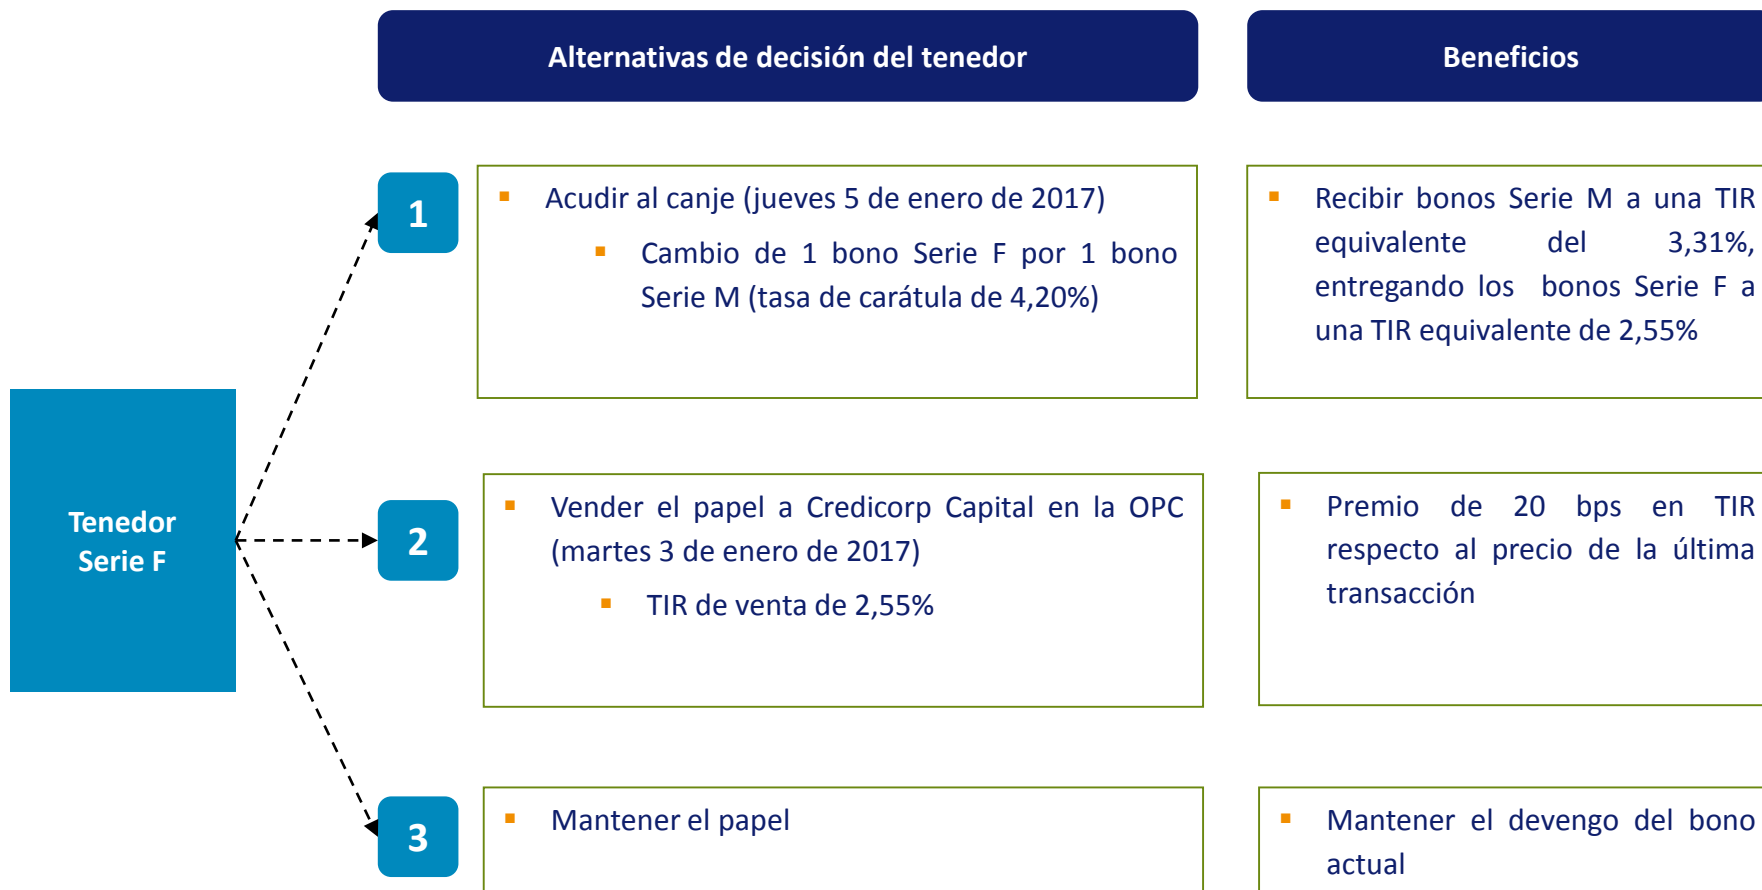 Alternativas de decisión del tenedor
Beneficios
Tenedor
Serie F
1
▪ Acudir al canje (jueves 5 de enero de 2017)
▪ Cambio de 1 bono Serie F por 1 bono
Serie M (tasa de carátula de 4,20%)
▪ Recibir bonos Serie M a una TIR
equivalente del 3,31%,
entregando los bonos Serie F a
una TIR equivalente de 2,55%
2
▪ Vender el papel a Credicorp Capital en la OPC
(martes 3 de enero de 2017)
▪ TIR de venta de 2,55%
▪ Premio de 20 bps en TIR
respecto al precio de la última
transacción
3
▪ Mantener el papel
▪ Mantener el devengo del bono
actual